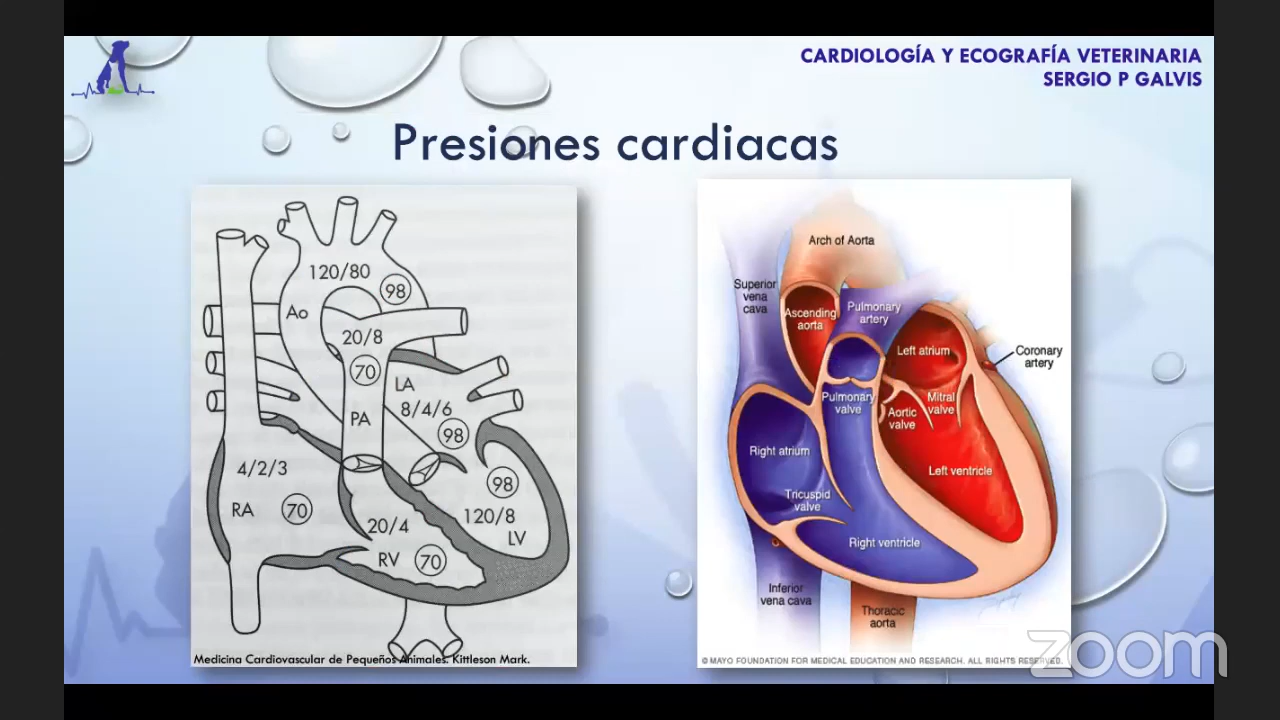 CARDIOLOGÍA Y ECOGRAFÍA VETERINARIA
SERGIO P GALVIS
Presiones cardiacas
120/80
98
Ao
20/8
70
LA
8/4/6
PA
98
4/2/3
98
RA
70
20/4
120/8
LV
RV
70
Medicina Cardiovascular de Pequeños Animales. Kittleson Mark.
Arch of Aorta
Superior
vena
cava
Pulmonary
artery
Ascending
aorta
Left atrium
Coronary
artery
Pulmonary
valve
Mitral
valve
Aortic
valve
Right atrium
Left ventricle
Tricuspid
valve
Right ventricle
Inferior
vena cava
Thoracic
aorta
© MAYO FOUNDATION FOR MEDICAL EDUCATION AND RESEARCH. ALL RIGHTS RESERVED.
zoom